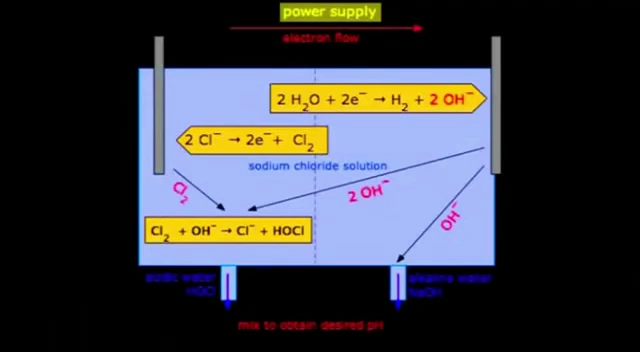 power supply
electron flow
2 H₂O + 2e⁻ → H₂ + 2 OH⁻
2 Cl⁻ → 2e⁻ + Cl₂
sodium chloride solution
Cl₂
2 OH⁻
OH⁻
Cl₂ + OH⁻ → Cl⁻ + HOCl
acidic water
alkaline water
NaOH
mix to obtain desired pH